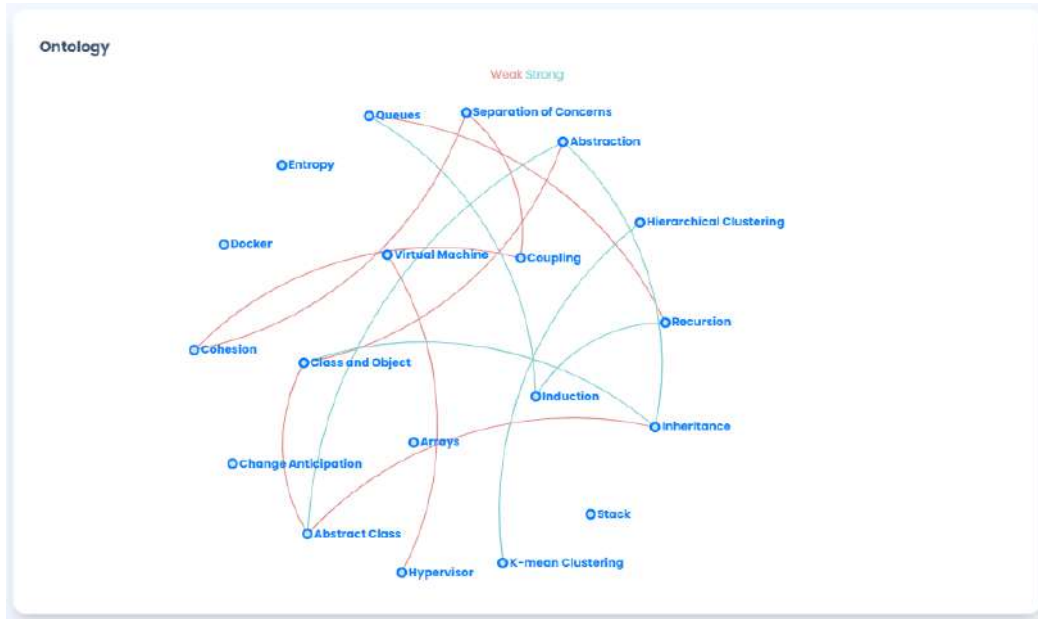 Ontology
Weak Strong
Queues
Separation of Concerns
Abstraction
Entropy
Hierarchical Clustering
Docker
Virtual Machine
Coupling
Recursion
Cohesion
Class and Object
Induction
Inheritance
Arrays
Change Anticipation
Stack
Abstract Class
K-mean Clustering
Hypervisor